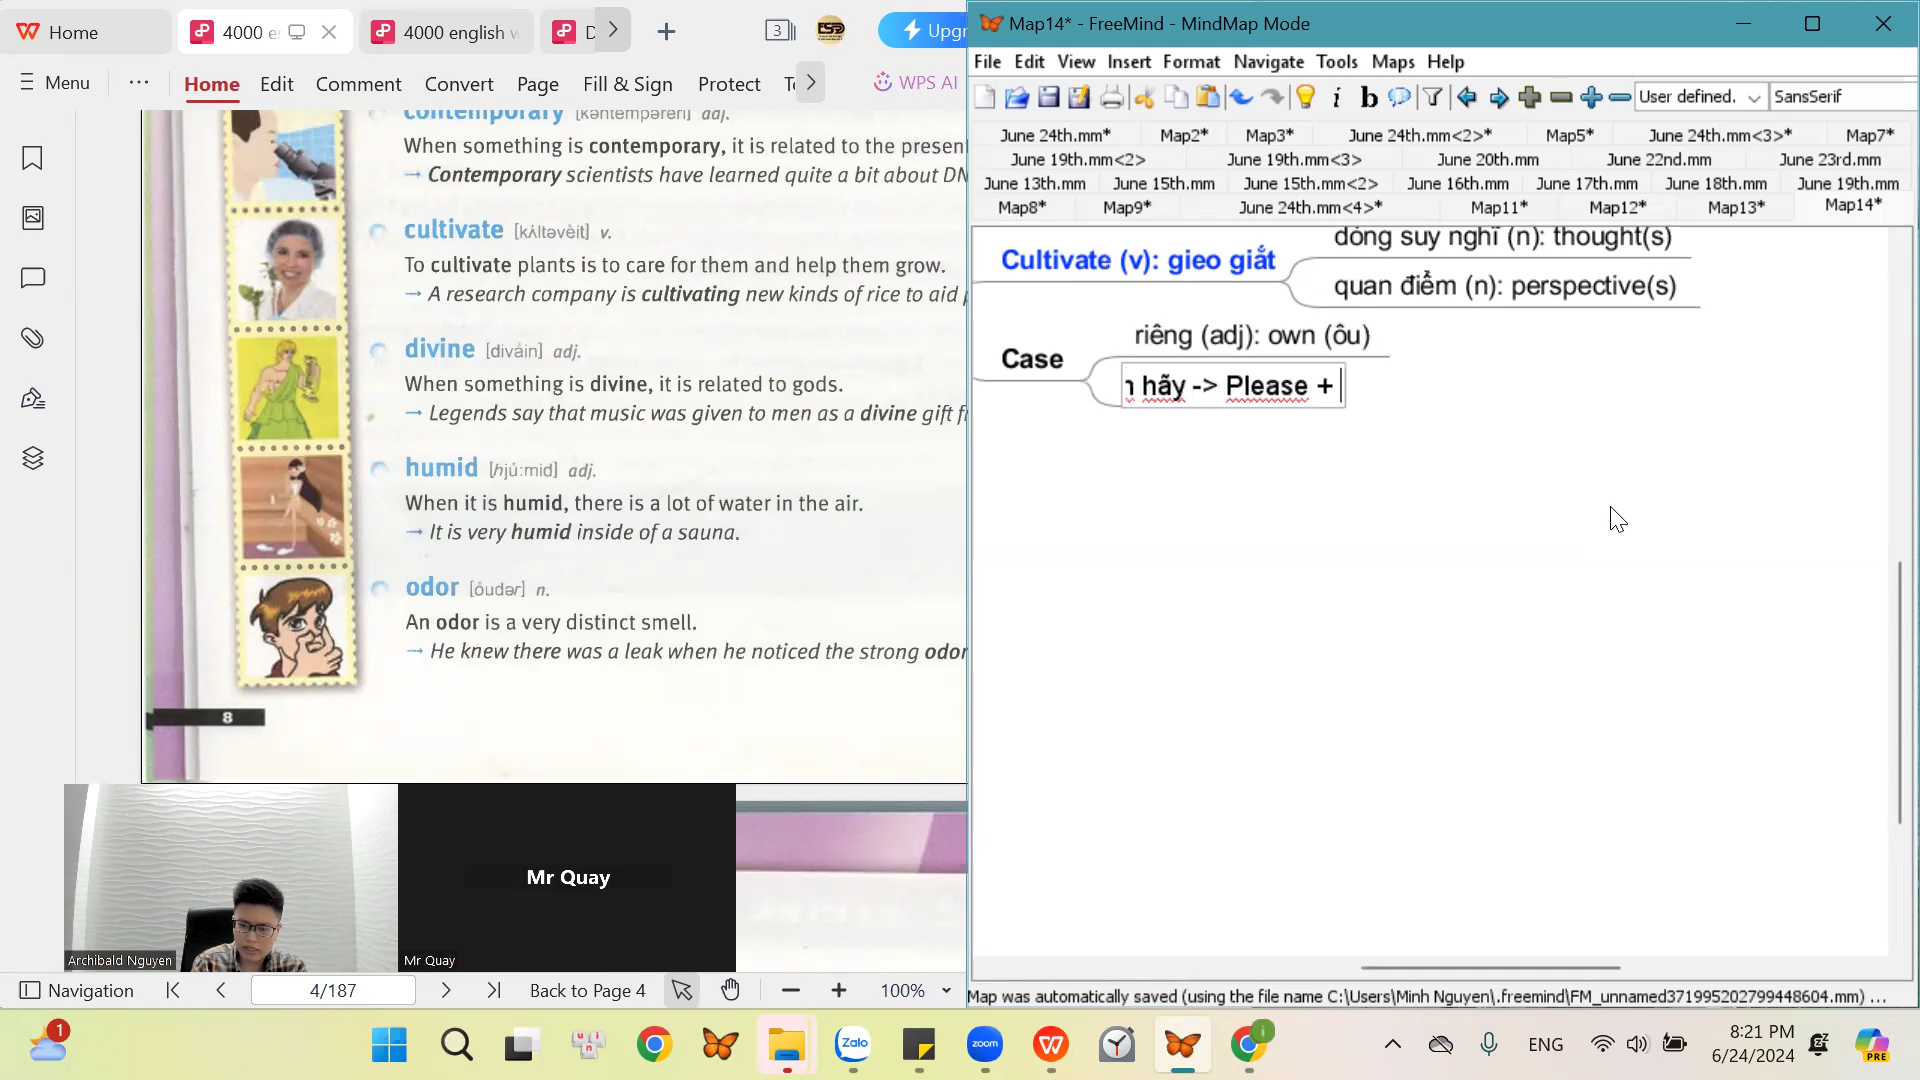 Home
4000 e
4000 english w
D
3
Upgr
Menu
Home
Edit
Comment
Convert
Page
Fill & Sign
Protect
WPS AI
contemporary [kəntempəreri] adj.
When something is contemporary, it is related to the presen
→ Contemporary scientists have learned quite a bit about DN
cultivate [kʌ́ltəvèit] v.
To cultivate plants is to care for them and help them grow.
→ A research company is cultivating new kinds of rice to aid p
divine [diváin] adj.
When something is divine, it is related to gods.
→ Legends say that music was given to men as a divine gift f
humid [hjú:mid] adj.
When it is humid, there is a lot of water in the air.
→ It is very humid inside of a sauna.
odor [óudər] n.
An odor is a very distinct smell.
→ He knew there was a leak when he noticed the strong odor
8
Archibald Nguyen
Mr Quay
Mr Quay
Navigation
4/187
Back to Page 4
100%
Map14* - FreeMind - MindMap Mode
File Edit View Insert Format Navigate Tools Maps Help
User defined.
SansSerif
June 24th.mm* Map2* Map3* June 24th.mm<2>* Map5* June 24th.mm<3>* Map7*
June 19th.mm<2> June 19th.mm<3> June 20th.mm June 22nd.mm June 23rd.mm
June 13th.mm June 15th.mm June 15th.mm<2> June 16th.mm June 17th.mm June 18th.mm June 19th.mm
Map8* Map9* June 24th.mm<4>* Map11* Map12* Map13* Map14*
dòng suy nghĩ (n): thought(s)
Cultivate (v): gieo giắt
quan điểm (n): perspective(s)
riêng (adj): own (ôu)
Case
hãy -> Please +
Map was automatically saved (using the file name C:\Users\Minh Nguyen\.freemind\FM_unnamed371995202799448604.mm) ...
1
Zalo
zoom
ENG
8:21 PM
6/24/2024
PRE